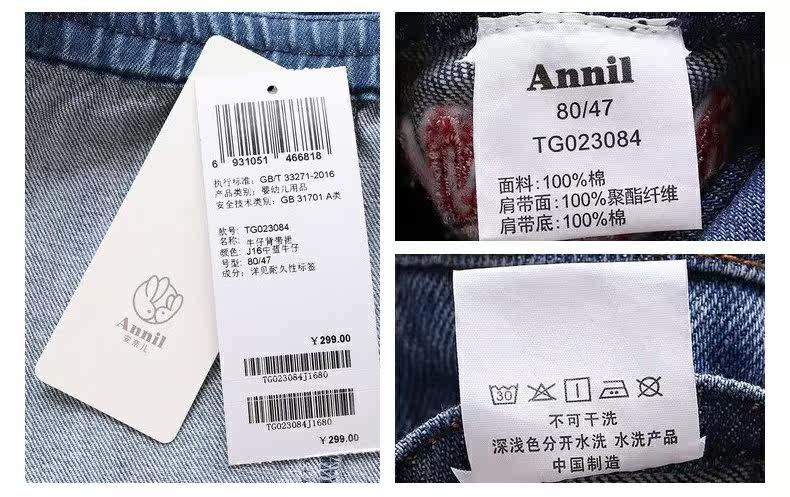 6 931051 466818
执行标准: GB/T 33271-2016
产品类别: 婴幼儿用品
安全技术类别: GB 31701 A类
款号: TG023084
名称: 牛仔背带裙
颜色: J16中蓝牛仔
号型: 80/47
成分: 详见耐久性标签
￥299.00
TG023084J1680
TG023084J1680
￥299.00
Annil
安奈儿
Annil
80/47
TG023084
面料:100%棉
肩带面:100%聚酯纤维
肩带底:100%棉
30
不可干洗
深浅色分开水洗 水洗产品
中国制造